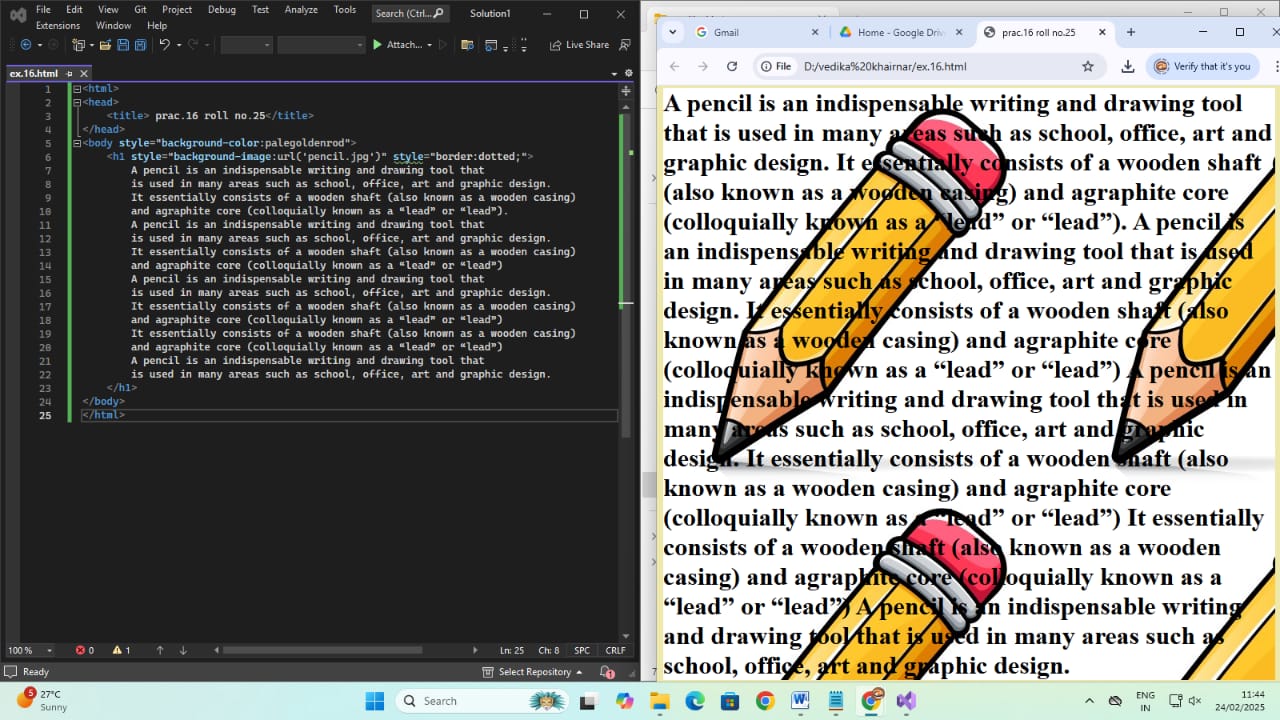 File Edit View Git Project Debug Test Analyze Tools Search (Ctrl... Solution1
Extensions Window Help
Attach... Live Share
ex.16.html
1 <html>
2 <head>
3 <title> prac.16 roll no.25</title>
4 </head>
5 <body style="background-color:palegoldenrod">
6 <h1 style="background-image:url('pencil.jpg')" style="border:dotted;">
7 A pencil is an indispensable writing and drawing tool that
8 is used in many areas such as school, office, art and graphic design.
9 It essentially consists of a wooden shaft (also known as a wooden casing)
10 and agraphite core (colloquially known as a “lead” or “lead”).
11 A pencil is an indispensable writing and drawing tool that
12 is used in many areas such as school, office, art and graphic design.
13 It essentially consists of a wooden shaft (also known as a wooden casing)
14 and agraphite core (colloquially known as a “lead” or “lead”)
15 A pencil is an indispensable writing and drawing tool that
16 is used in many areas such as school, office, art and graphic design.
17 It essentially consists of a wooden shaft (also known as a wooden casing)
18 and agraphite core (colloquially known as a “lead” or “lead”)
19 It essentially consists of a wooden shaft (also known as a wooden casing)
20 and agraphite core (colloquially known as a “lead” or “lead”)
21 A pencil is an indispensable writing and drawing tool that
22 is used in many areas such as school, office, art and graphic design.
23 </h1>
24 </body>
25 </html>
100 % 0 1 Ln: 25 Ch: 8 SPC CRLF
Ready Select Repository 1
Gmail Home - Google Driv prac.16 roll no.25
File D:/vedika%20khairnar/ex.16.html Verify that it's you
A pencil is an indispensable writing and drawing tool
that is used in many areas such as school, office, art and
graphic design. It essentially consists of a wooden shaft
(also known as a wooden casing) and agraphite core
(colloquially known as a “lead” or “lead”). A pencil is
an indispensable writing and drawing tool that is used
in many areas such as school, office, art and graphic
design. It essentially consists of a wooden shaft (also
known as a wooden casing) and agraphite core
(colloquially known as a “lead” or “lead”) A pencil is an
indispensable writing and drawing tool that is used in
many areas such as school, office, art and graphic
design. It essentially consists of a wooden shaft (also
known as a wooden casing) and agraphite core
(colloquially known as a “lead” or “lead”) It essentially
consists of a wooden shaft (also known as a wooden
casing) and agraphite core (colloquially known as a
“lead” or “lead”) A pencil is an indispensable writing
and drawing tool that is used in many areas such as
school, office, art and graphic design.
5 27°C
Sunny
Search
ENG
IN
11:44
24/02/2025